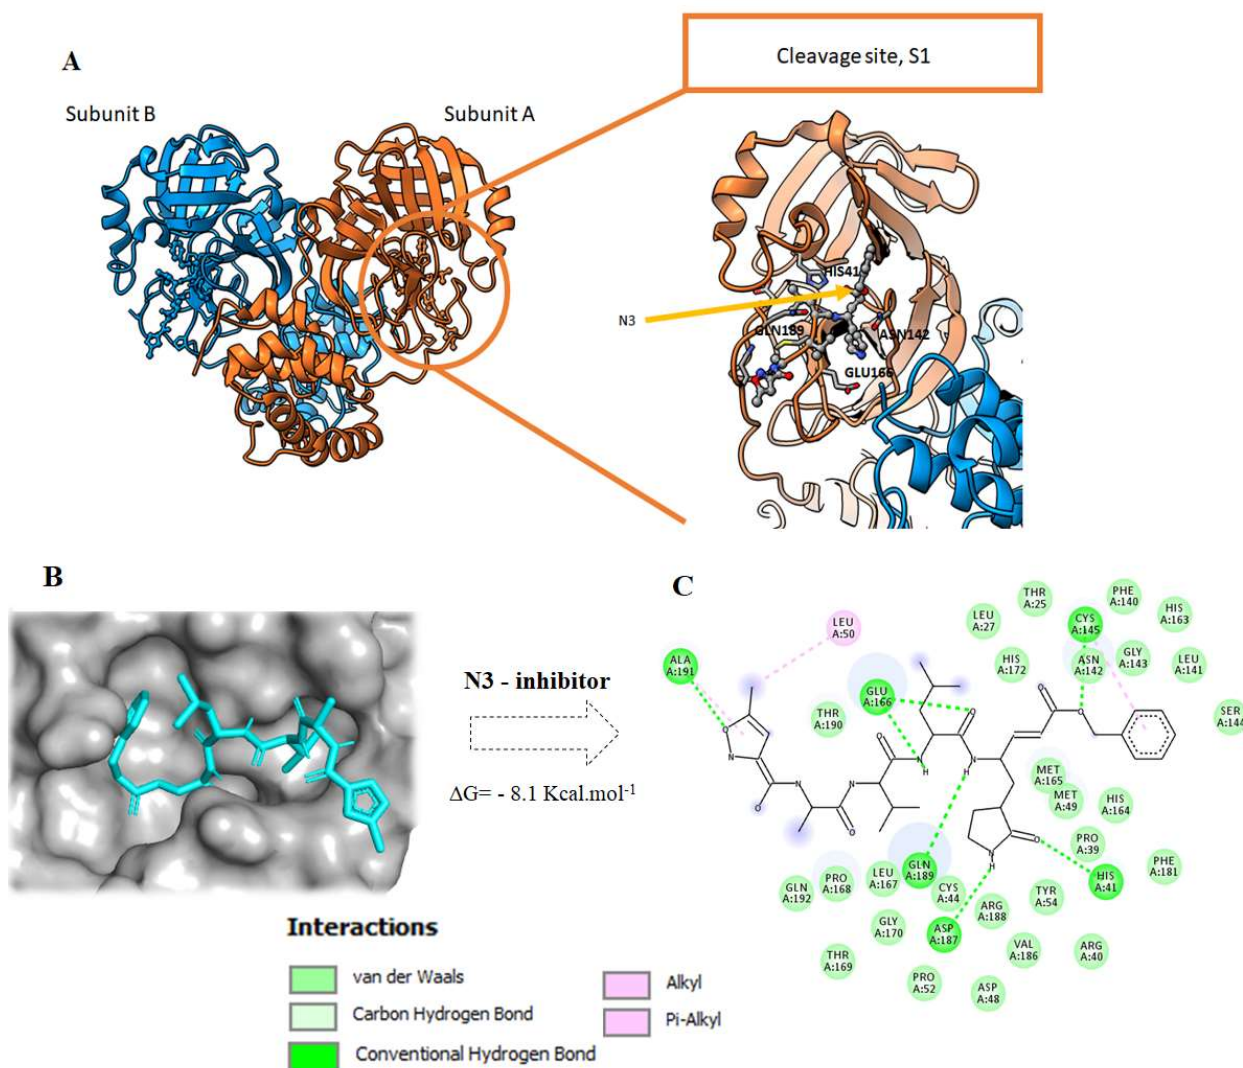 A
Cleavage site, S1
Subunit B
Subunit A
HIS41
N3
GLN189
ASN142
GLU166
B
C
N3 - inhibitor
ΔG= - 8.1 Kcal.mol-1
LEU
A:50
ALA
A:191
GLU
A:166
THR
A:190
LEU
A:27
THR
A:25
PHE
A:140
CYS
A:145
HIS
A:163
HIS
A:172
ASN
A:142
GLY
A:143
LEU
A:141
SER
A:144
MET
A:165
MET
A:49
HIS
A:164
PRO
A:39
PHE
A:181
HIS
A:41
GLN
A:192
PRO
A:168
LEU
A:167
GLN
A:189
CYS
A:44
ARG
A:188
TYR
A:54
GLY
A:170
ASP
A:187
VAL
A:186
ARG
A:40
THR
A:169
PRO
A:52
ASP
A:48
O
N
O
N
H
O
N
O
N
H
O
N
H
O
O
O
N
H
Interactions
van der Waals
Carbon Hydrogen Bond
Conventional Hydrogen Bond
Alkyl
Pi-Alkyl